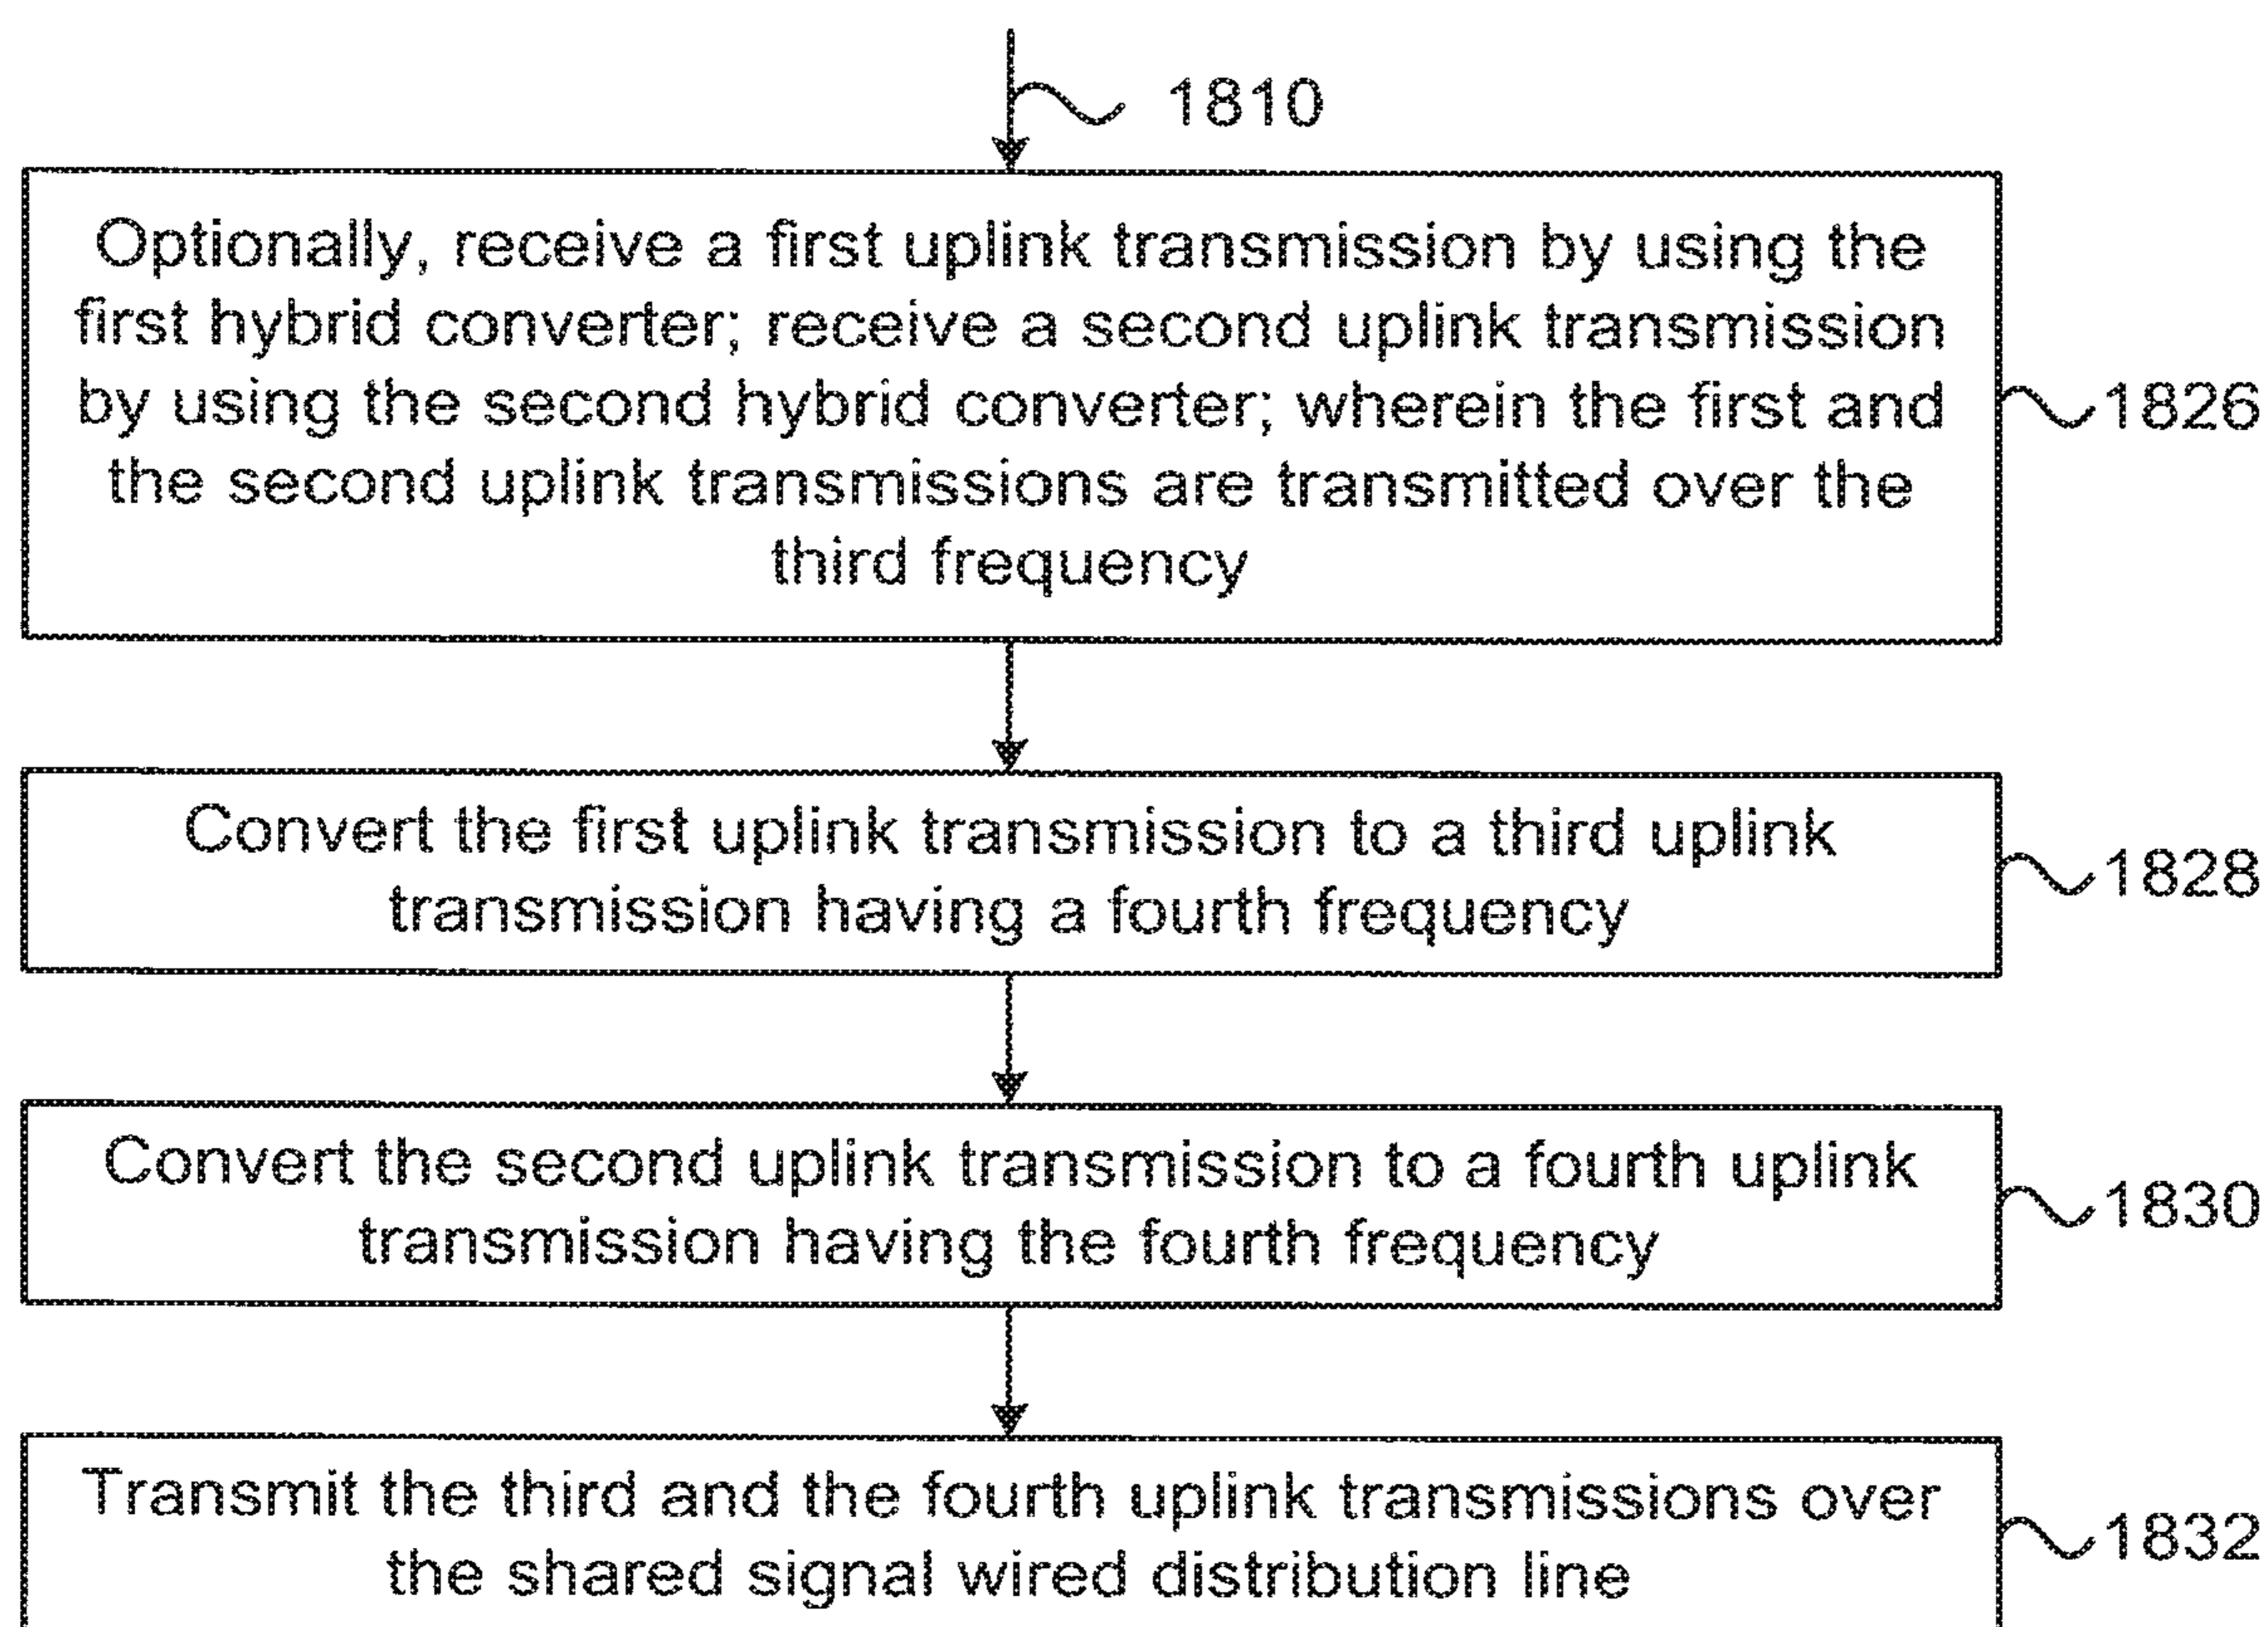 1810
Optionally, receive a first uplink transmission by using the
first hybrid converter; receive a second uplink transmission
by using the second hybrid converter; wherein the first and
the second uplink transmissions are transmitted over the
third frequency
1826
Convert the first uplink transmission to a third uplink
transmission having a fourth frequency
1828
Convert the second uplink transmission to a fourth uplink
transmission having the fourth frequency
1830
Transmit the third and the fourth uplink transmissions over
the shared signal wired distribution line
1832